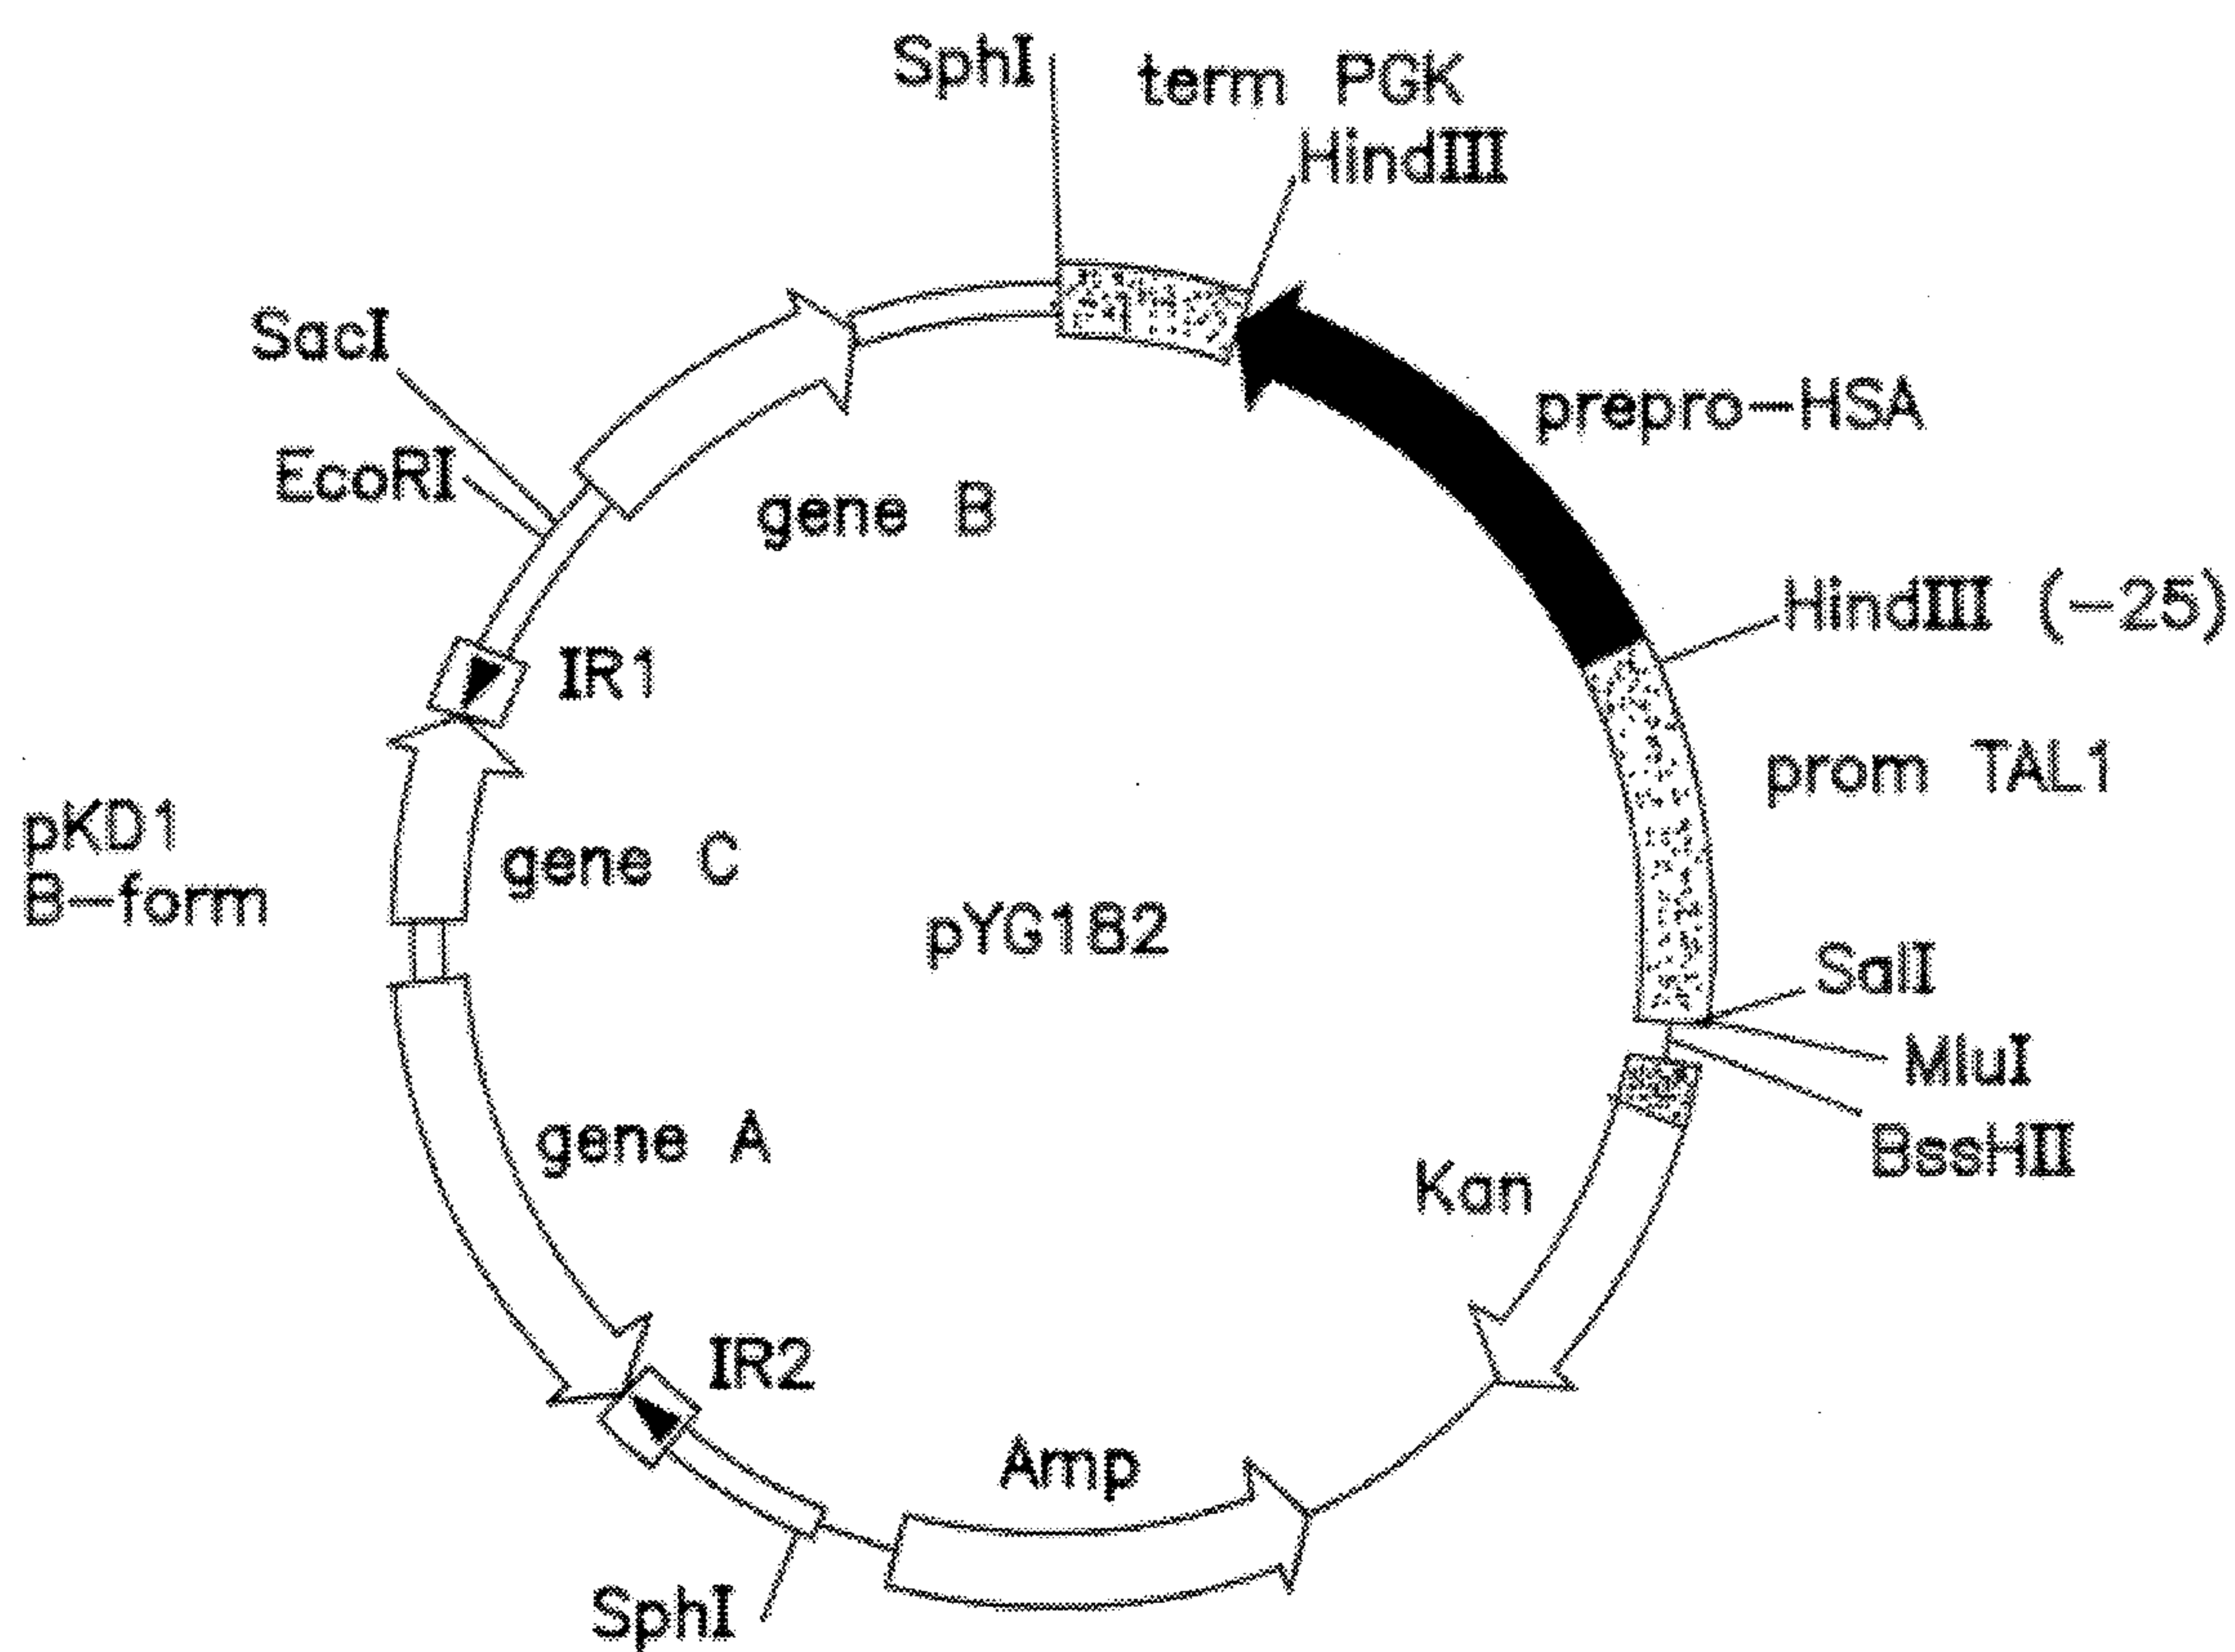 SphI
term PGK
HindIII
SacI
prepro-HSA
EcoRI
gene B
HindIII (-25)
IR1
prom TAL1
pKD1
B-form
gene C
pYG1B2
SalI
MluI
gene A
BssHII
Kan
IR2
Amp
SphI